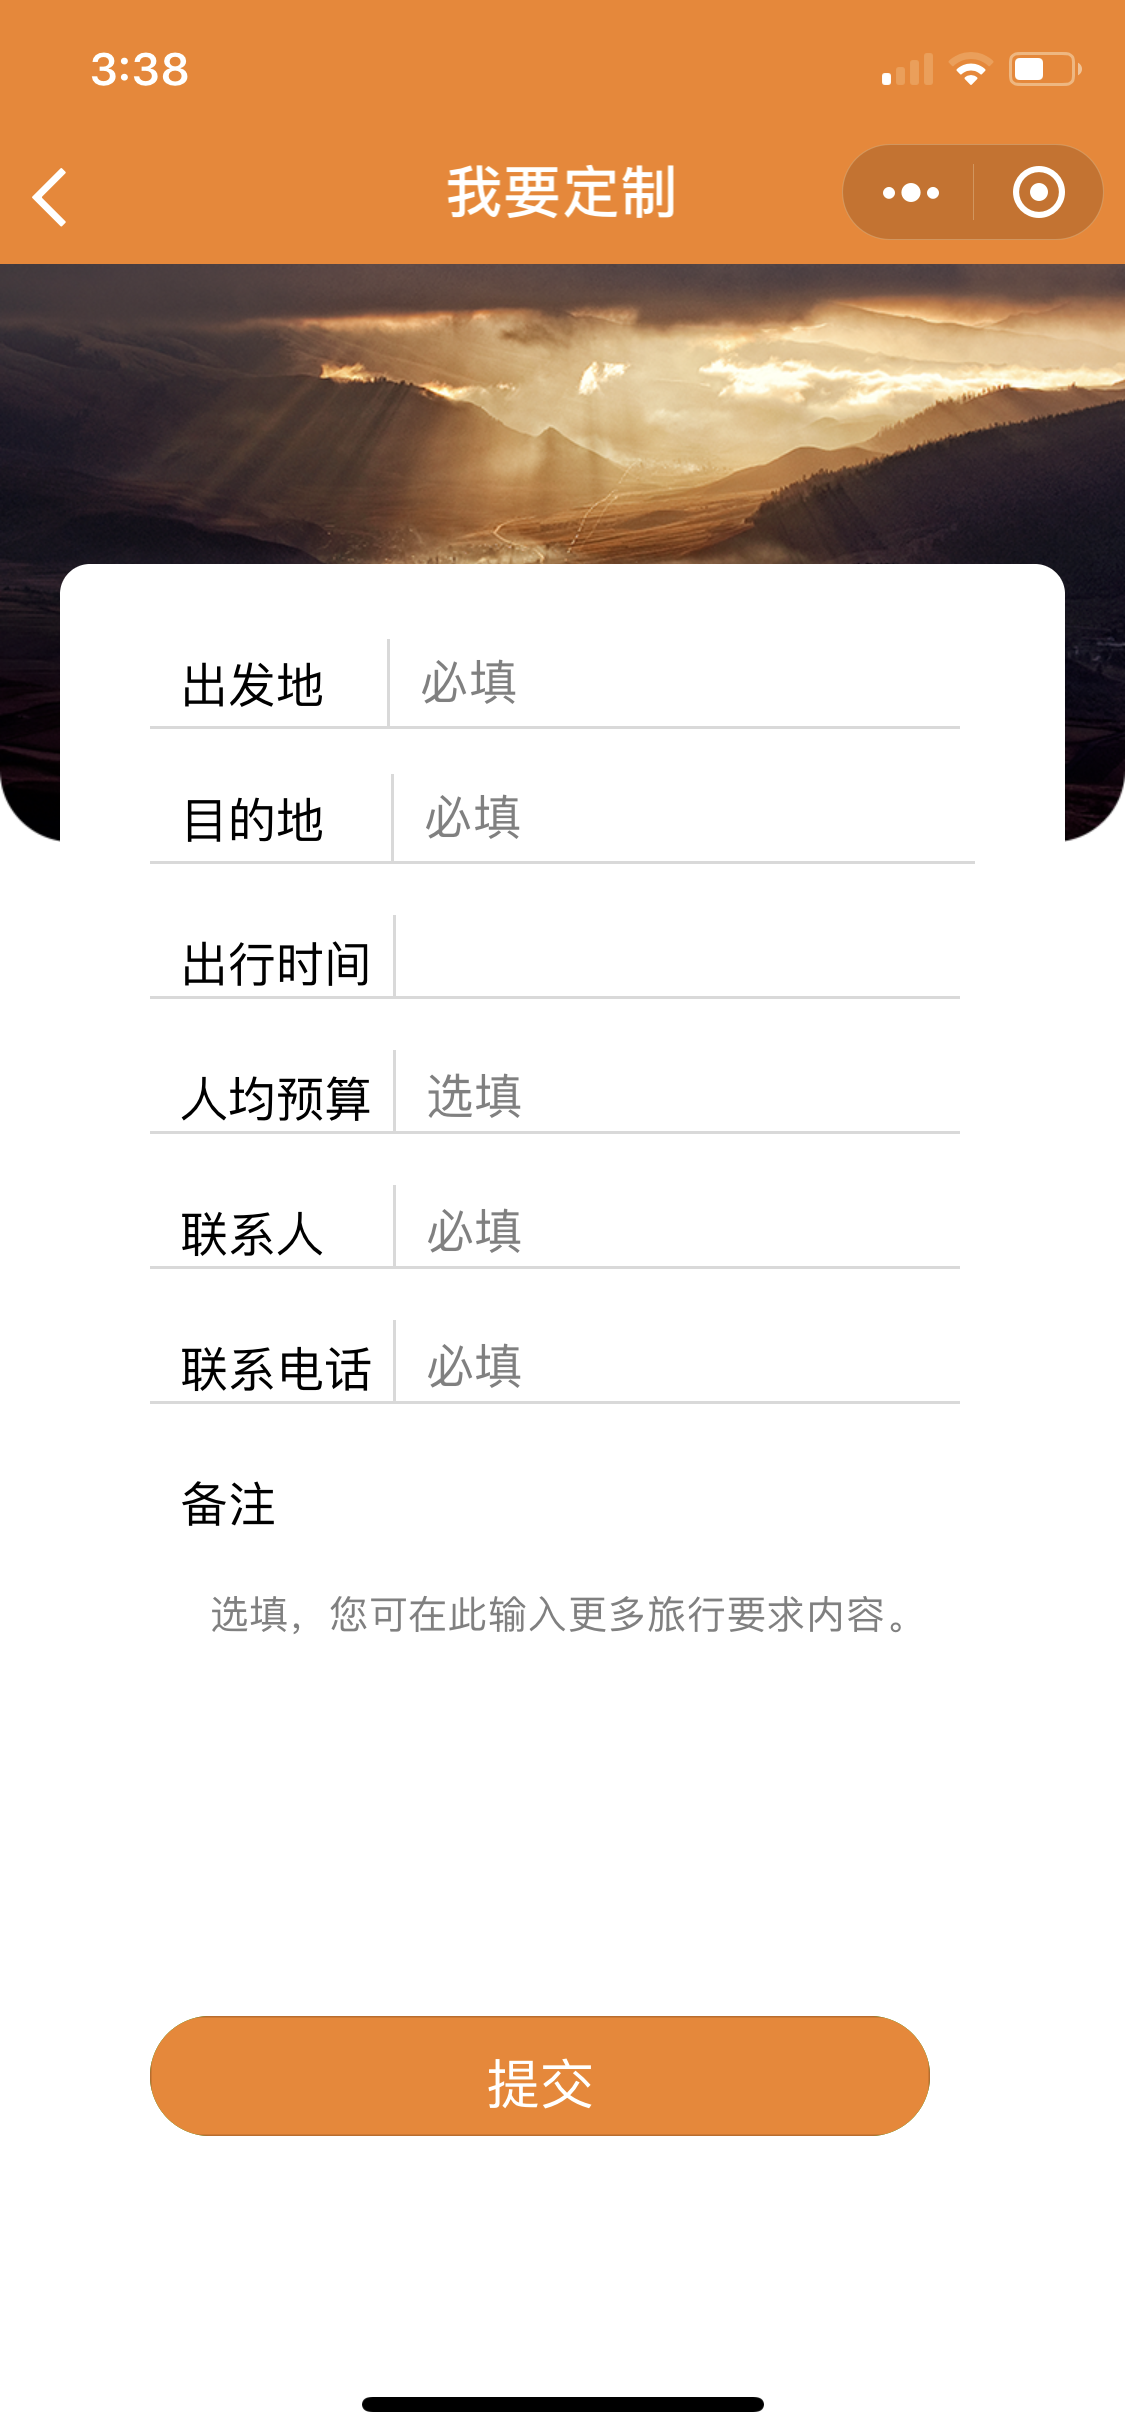 3:38
我要定制
出发地 必填
目的地 必填
出行时间
人均预算 选填
联系人 必填
联系电话 必填
备注
选填，您可在此输入更多旅行要求内容。
提交